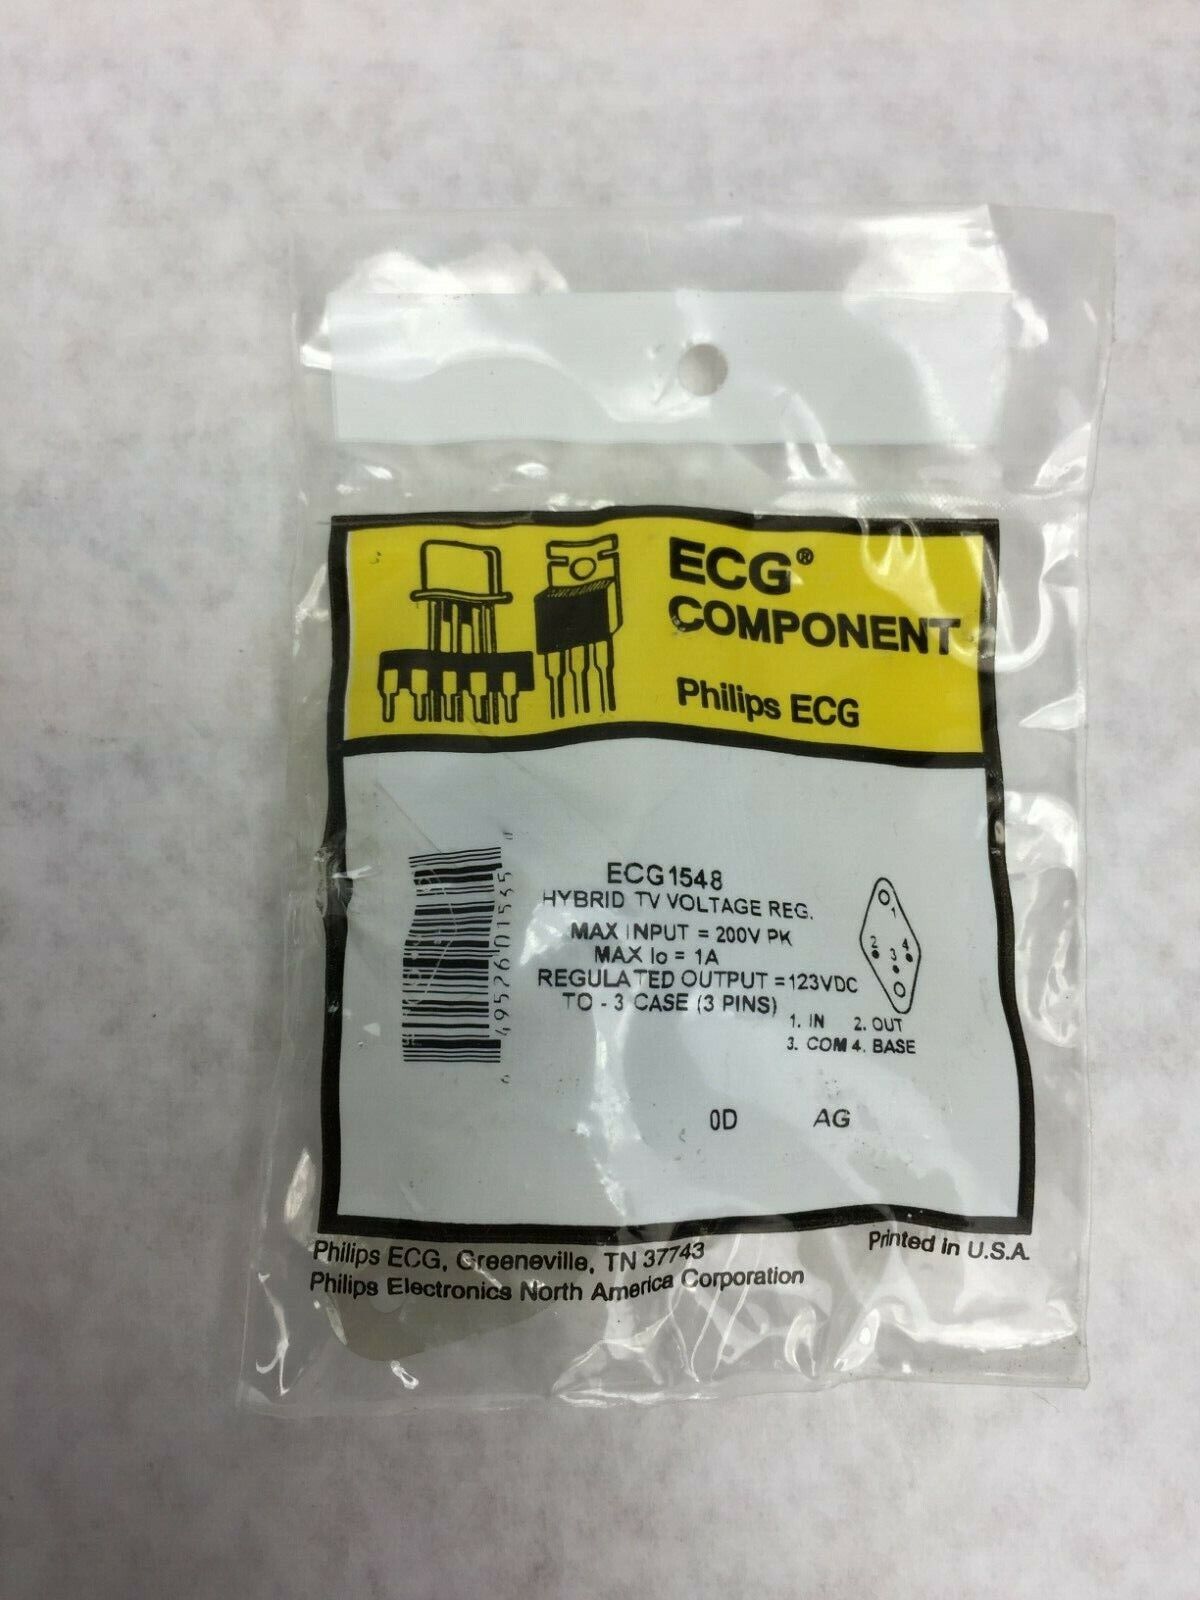 ECG®
COMPONENT
Philips ECG
ECG1548
HYBRID TV VOLTAGE REG.
MAX INPUT = 200V PK
MAX Io = 1A
REGULATED OUTPUT = 123VDC
TO - 3 CASE (3 PINS)
1
2
3
4
1. IN 2. OUT
3. COM 4. BASE
49526 01535
0D AG
Philips ECG, Greeneville, TN 37743
Philips Electronics North America Corporation
Printed in U.S.A.